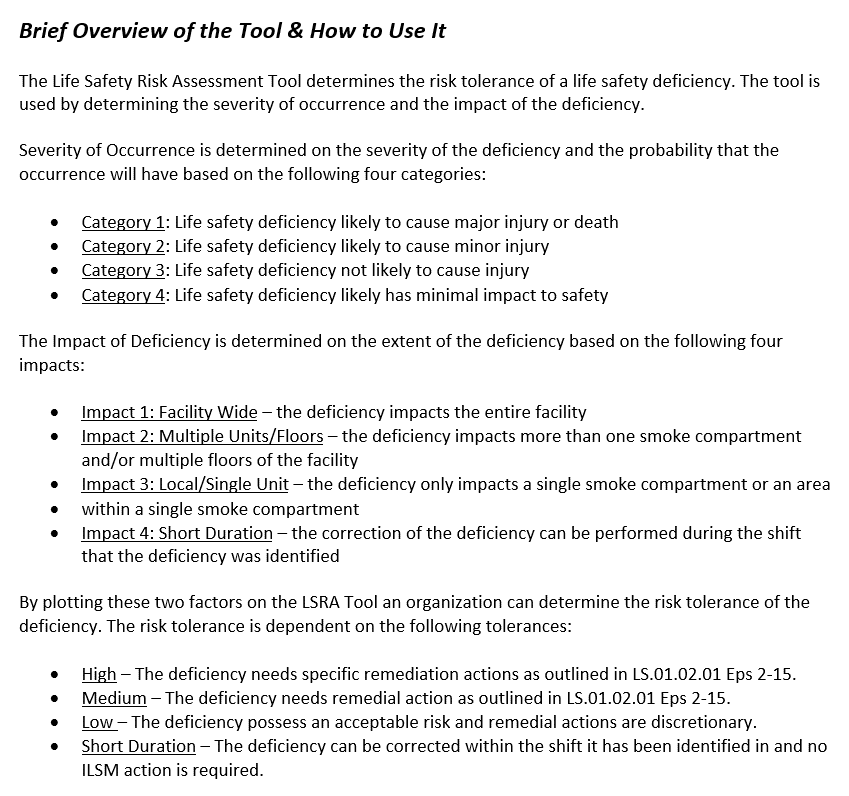 Brief Overview of the Tool & How to Use It
The Life Safety Risk Assessment Tool determines the risk tolerance of a life safety deficiency. The tool is
used by determining the severity of occurrence and the impact of the deficiency.
Severity of Occurrence is determined on the severity of the deficiency and the probability that the
occurrence will have based on the following four categories:
• Category 1: Life safety deficiency likely to cause major injury or death
• Category 2: Life safety deficiency likely to cause minor injury
• Category 3: Life safety deficiency not likely to cause injury
• Category 4: Life safety deficiency likely has minimal impact to safety
The Impact of Deficiency is determined on the extent of the deficiency based on the following four
impacts:
• Impact 1: Facility Wide – the deficiency impacts the entire facility
• Impact 2: Multiple Units/Floors – the deficiency impacts more than one smoke compartment
and/or multiple floors of the facility
• Impact 3: Local/Single Unit – the deficiency only impacts a single smoke compartment or an area
• within a single smoke compartment
• Impact 4: Short Duration – the correction of the deficiency can be performed during the shift
that the deficiency was identified
By plotting these two factors on the LSRA Tool an organization can determine the risk tolerance of the
deficiency. The risk tolerance is dependent on the following tolerances:
• High – The deficiency needs specific remediation actions as outlined in LS.01.02.01 Eps 2-15.
• Medium – The deficiency needs remedial action as outlined in LS.01.02.01 Eps 2-15.
• Low – The deficiency possess an acceptable risk and remedial actions are discretionary.
• Short Duration – The deficiency can be corrected within the shift it has been identified in and no
ILSM action is required.